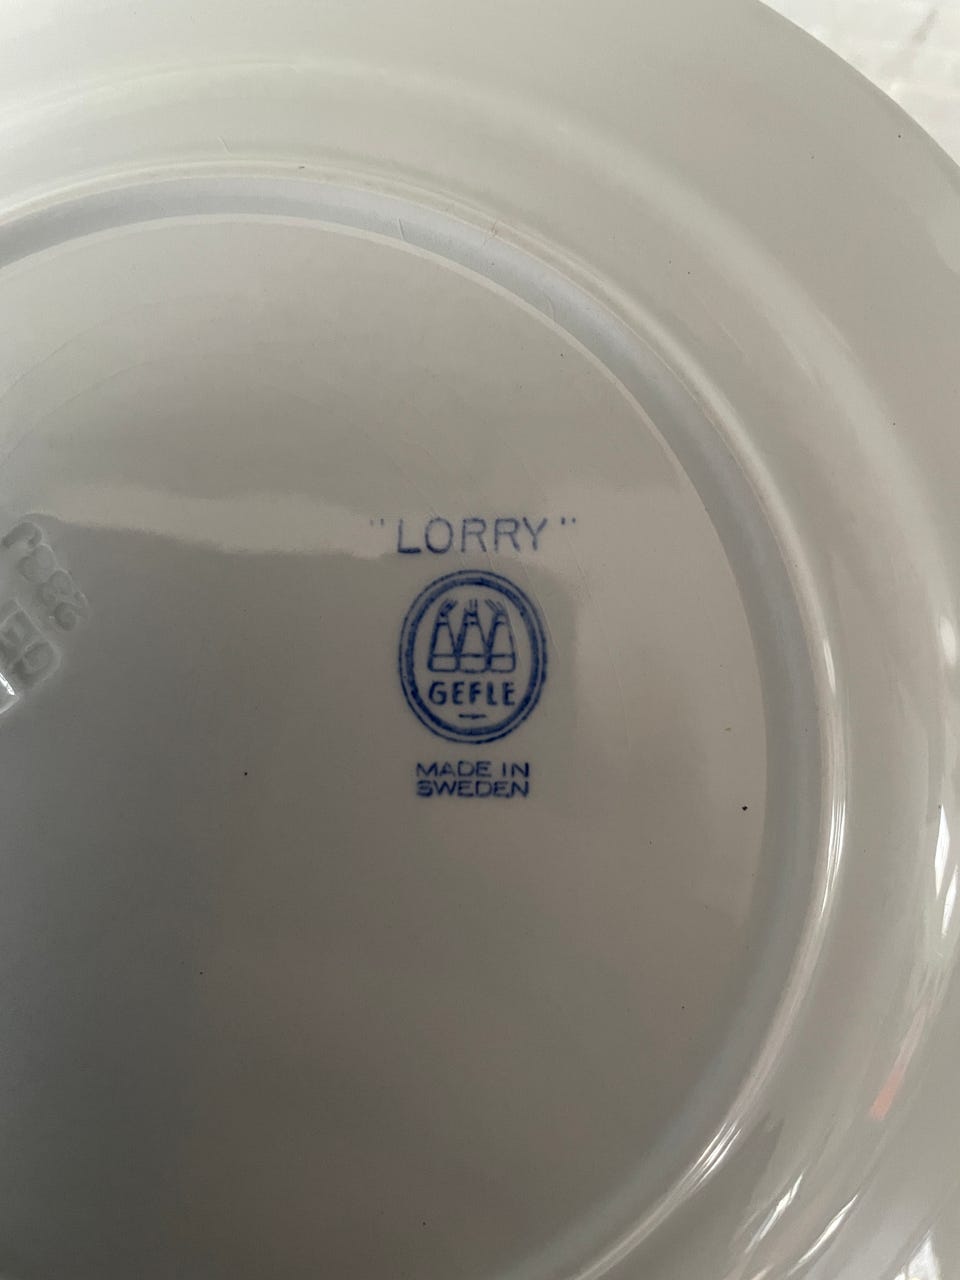 "LORRY"
GEFLE
MADE IN
SWEDEN